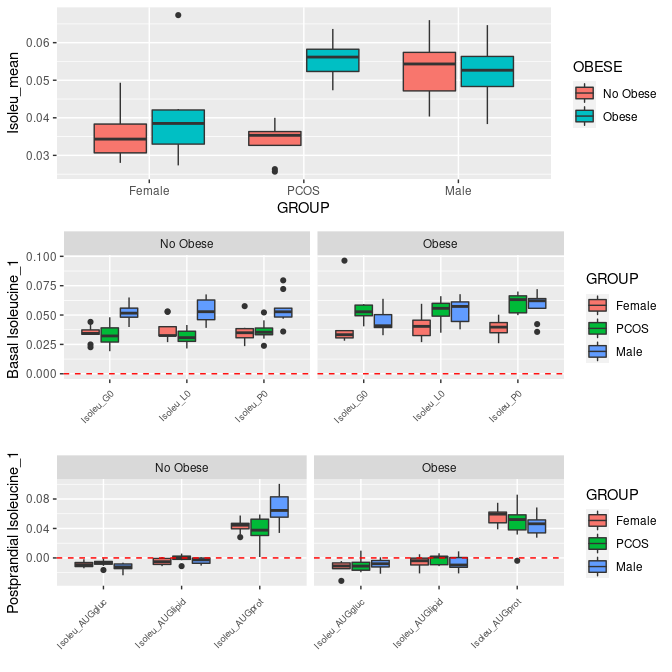 Isoleu_mean
0.06
0.05
0.04
0.03
Female
PCOS
Male
GROUP
OBESE
No Obese
Obese
Basal Isoleucine_1
No Obese
Obese
0.100
0.075
0.050
0.025
0.000
Isoleu_G0
Isoleu_L0
Isoleu_P0
Isoleu_G0
Isoleu_L0
Isoleu_P0
GROUP
Female
PCOS
Male
Postprandial Isoleucine_1
No Obese
Obese
0.08
0.04
0.00
Isoleu_AUGgluc
Isoleu_AUGlipid
Isoleu_AUGprot
Isoleu_AUGgluc
Isoleu_AUGlipid
Isoleu_AUGprot
GROUP
Female
PCOS
Male